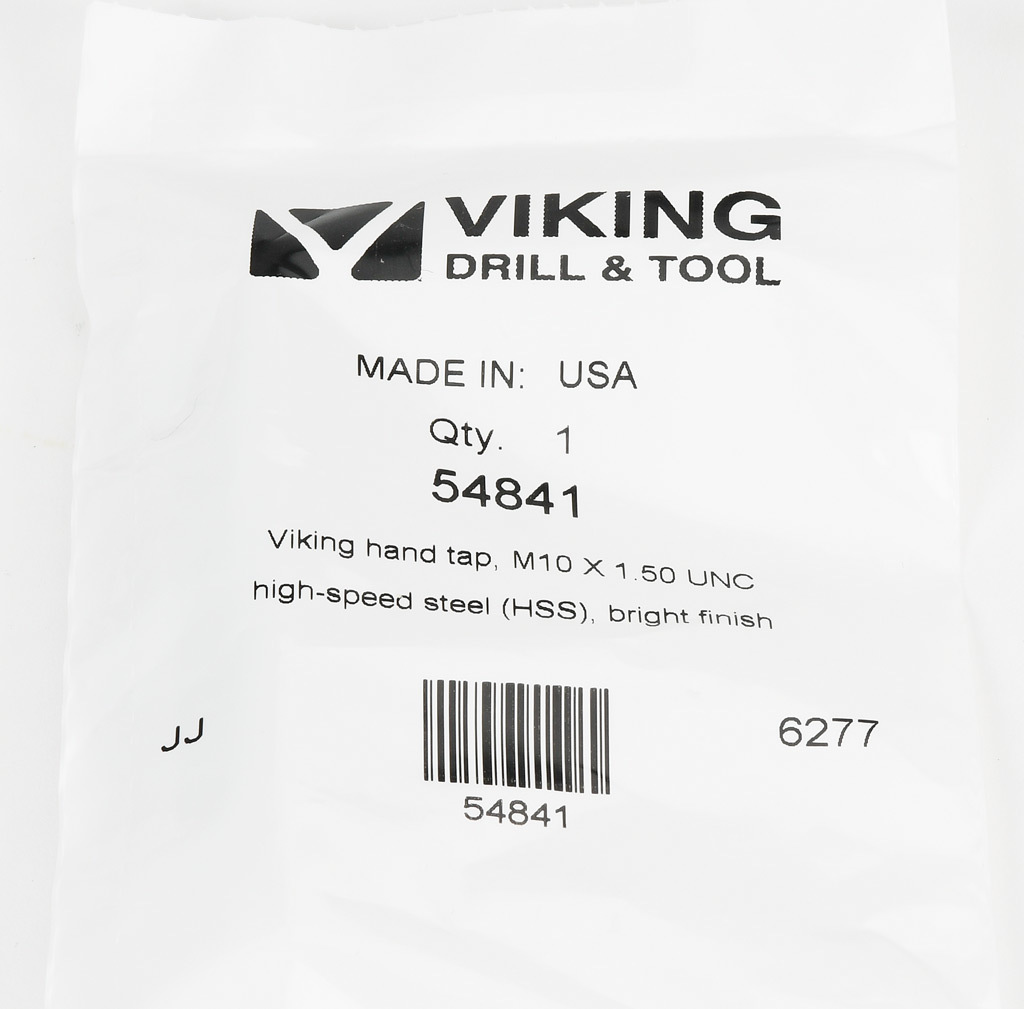 VIKING
DRILL & TOOL
MADE IN: USA
Qty. 1
54841
Viking hand tap, M10 X 1.50 UNC
high-speed steel (HSS), bright finish
JJ
6277
54841